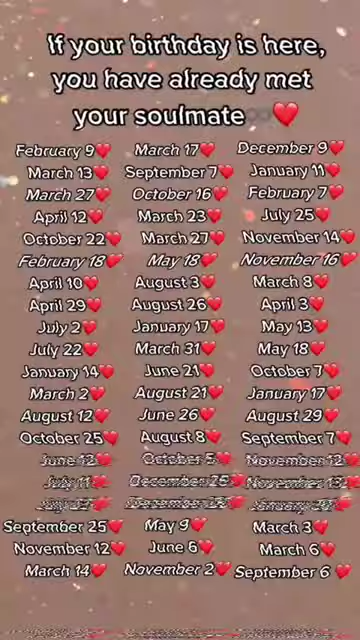 If your birthday is here,
you have already met
your soulmate ❤️
February 9❤️ March 17❤️ December 9❤️
March 13❤️ September 7❤️ January 11❤️
March 27❤️ October 16❤️ February 7❤️
April 12❤️ March 23❤️ July 25❤️
October 22❤️ March 27❤️ November 14❤️
February 18❤️ May 18❤️ November 16❤️
April 10❤️ August 3❤️ March 8❤️
April 29❤️ August 26❤️ April 3❤️
July 2❤️ January 17❤️ May 13❤️
July 22❤️ March 31❤️ May 18❤️
January 14❤️ June 21❤️ October 7❤️
March 2❤️ August 21❤️ January 17❤️
August 12❤️ June 26❤️ August 29❤️
October 25❤️ August 8❤️ September 7❤️
June October November
July December November
September 25❤️ May 9❤️ March 3❤️
November 12❤️ June 6❤️ March 6❤️
March 14❤️ November 2❤️ September 6❤️